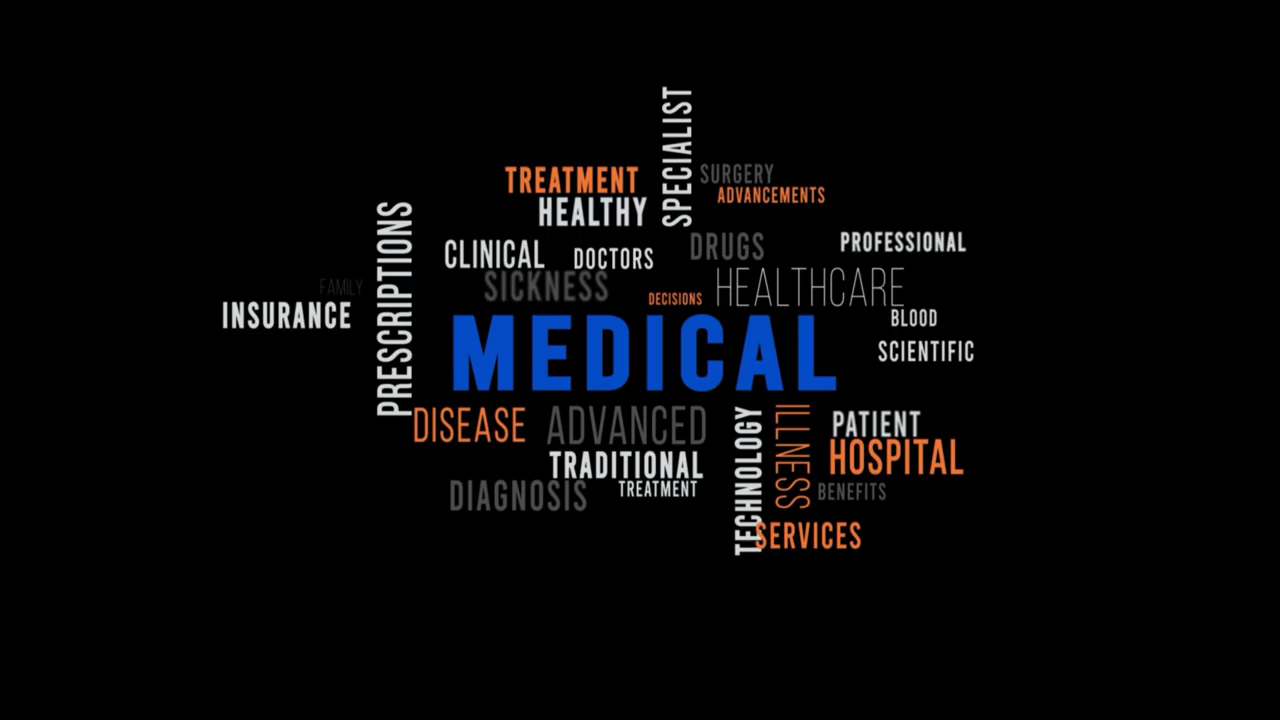 SPECIALIST
TREATMENT
SURGERY
ADVANCEMENTS
HEALTHY
PRESCRIPTIONS
CLINICAL
DOCTORS
DRUGS
PROFESSIONAL
SICKNESS
FAMILY
DECISIONS
HEALTHCARE
INSURANCE
BLOOD
MEDICAL
SCIENTIFIC
DISEASE
ADVANCED
TECHNOLOGY
ILLNESS
PATIENT
TRADITIONAL
HOSPITAL
DIAGNOSIS
TREATMENT
BENEFITS
SERVICES